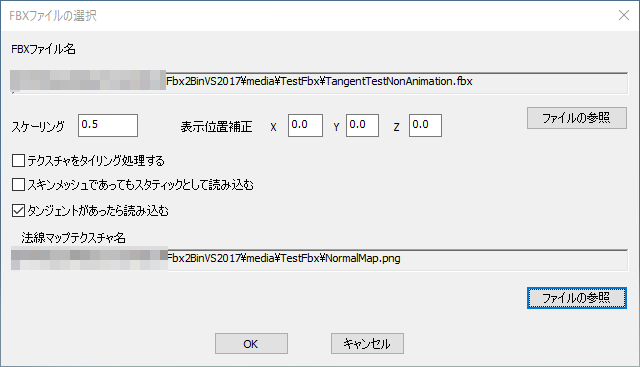 FBXファイルの選択
FBXファイル名
Fbx2BinVS2017¥media¥TestFbx¥TangentTestNonAnimation.fbx
スケーリング 0.5 表示位置補正 X 0.0 Y 0.0 Z 0.0 ファイルの参照
テクスチャをタイリング処理する
スキンメッシュであってもスタティックとして読み込む
タンジェントがあったら読み込む
法線マップテクスチャ名
Fbx2BinVS2017¥media¥TestFbx¥NormalMap.png
ファイルの参照
OK キャンセル